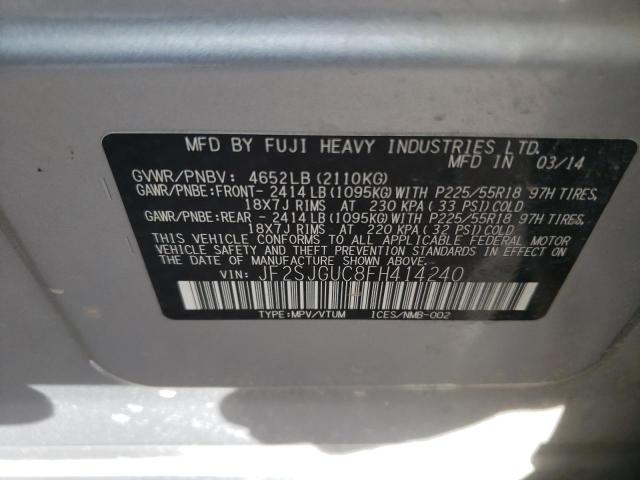 MFD BY FUJI HEAVY INDUSTRIES LTD.
MFD IN 03/14
GVWR/PNBV: 4652LB (2110KG)
GAWR/PNBE:FRONT- 2414LB (1095KG) WITH P225/55R18 97H TIRES,
18X7J RIMS AT 230 KPA (33 PSI) COLD
GAWR/PNBE:REAR - 2414LB (1095KG) WITH P225/55R18 97H TIRES,
18X7J RIMS AT 220 KPA (32 PSI) COLD
THIS VEHICLE CONFORMS TO ALL APPLICABLE FEDERAL MOTOR
VEHICLE SAFETY AND THEFT PREVENTION STANDARDS IN EFFECT ON
THE DATE OF MANUFACTURE SHOWN ABOVE.
VIN: JF2SJGUC8FH414240
TYPE:MPV/VTUM ICES/NMB-002